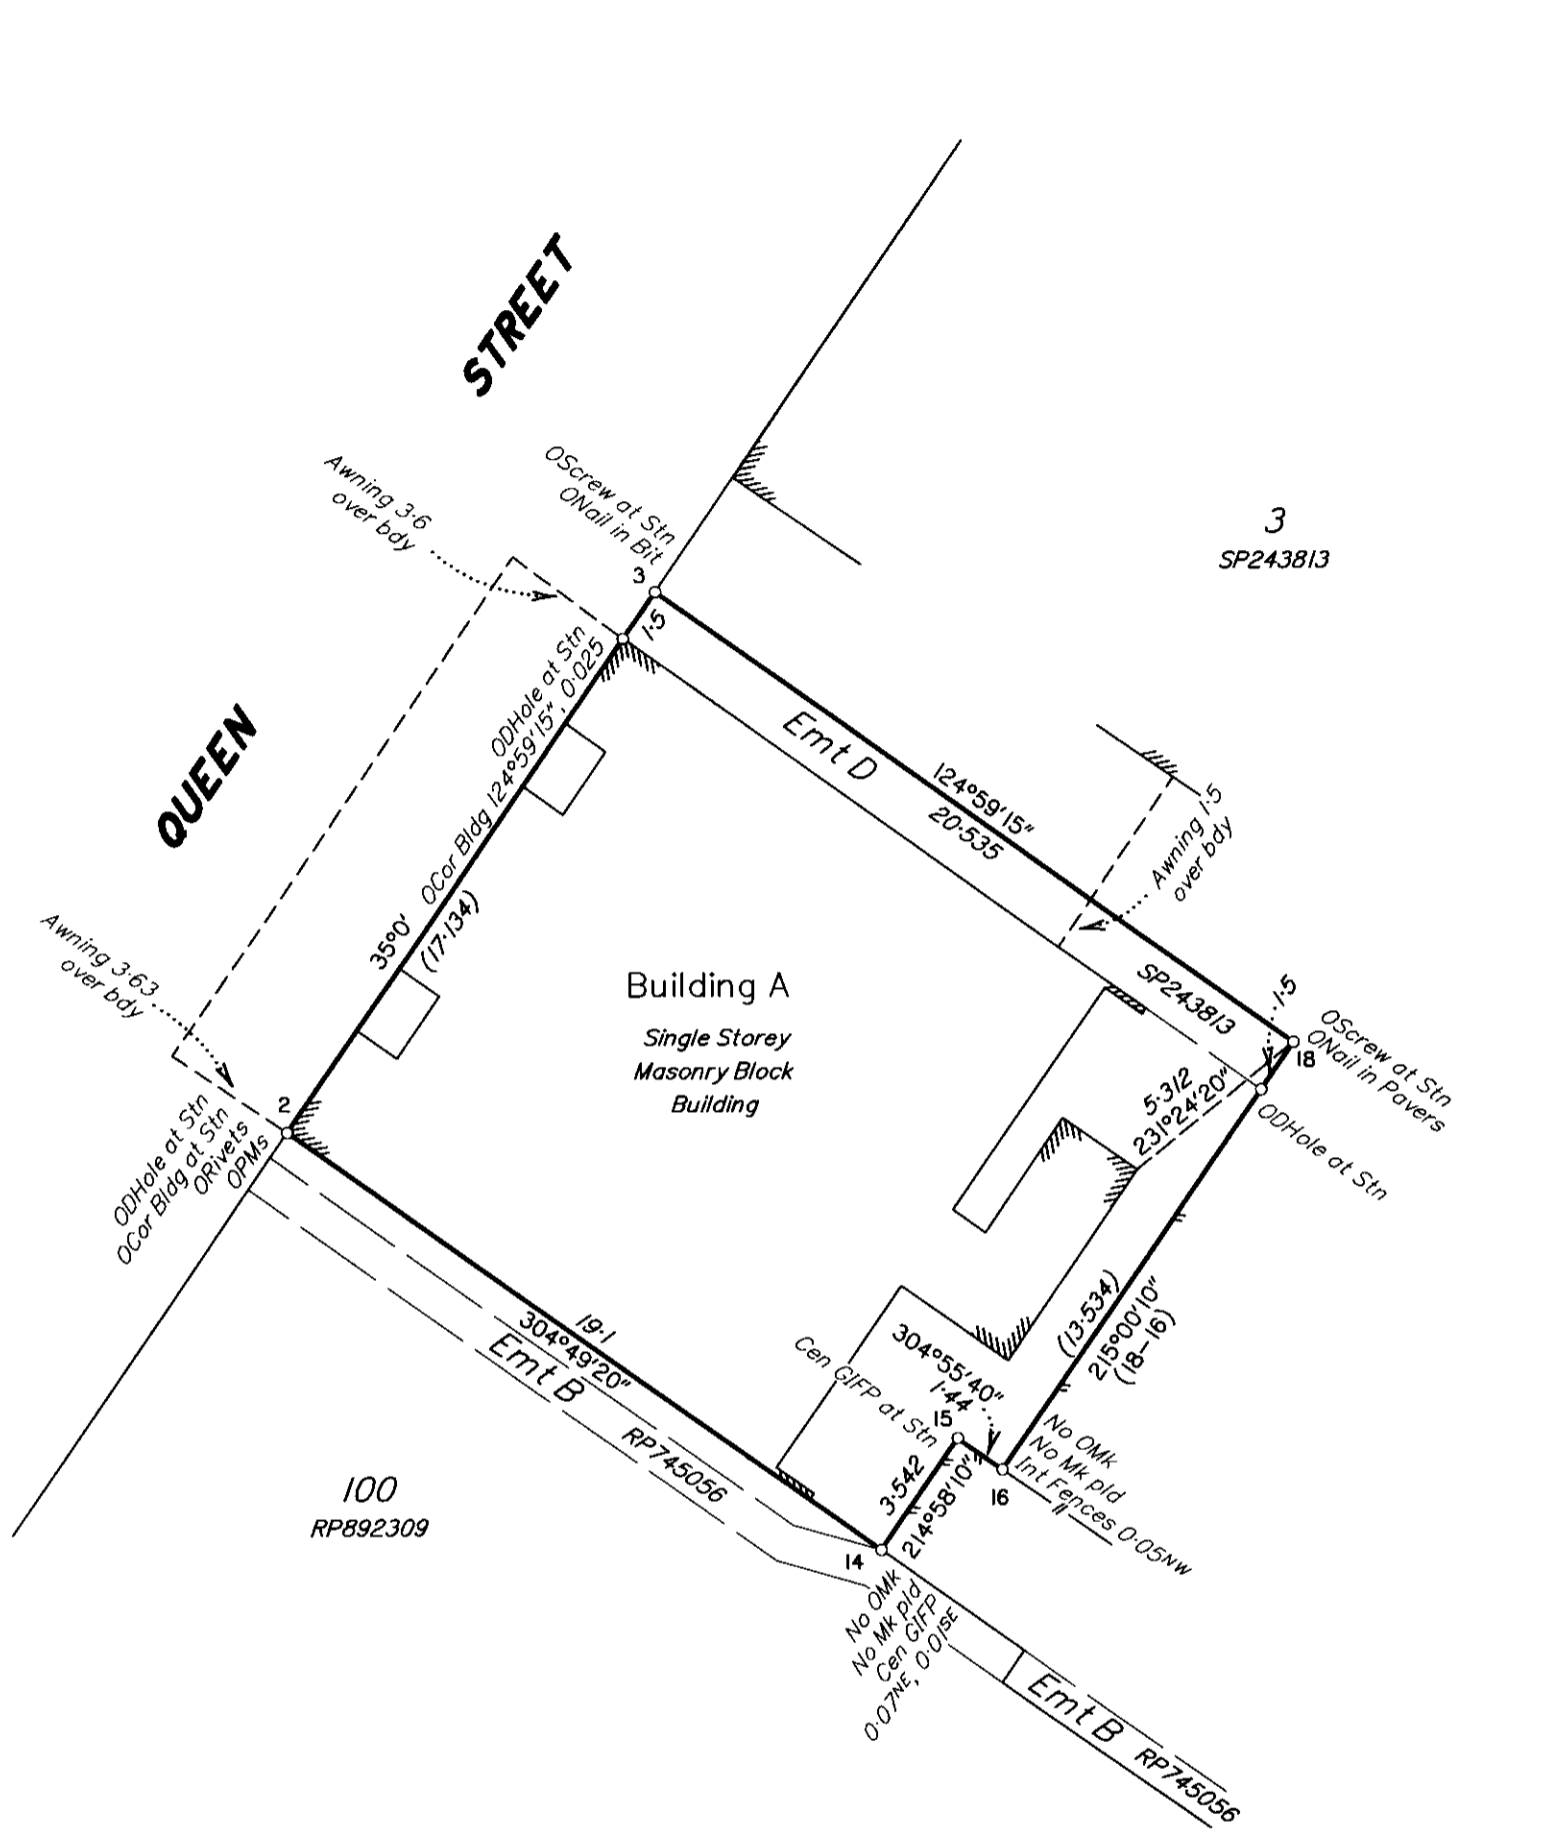 STREET
QUEEN
Awning 3·6
over bdy
OScrew at Stn
ONail in Bit
3
1·5
3
SP243813
ODHole at Stn
OCor Bldg 124°59'15", 0·025
35°0'
(17·134)
Emt D
124°59'15"
20·535
SP243813
Awning 1·5
over bdy
1·5
OScrew at Stn
ONail in Pavers
18
ODHole at Stn
5·312
231°24'20"
Awning 3·63
over bdy
2
ODHole at Stn
OCor Bldg at Stn
ORivets
OPMs
Building A
Single Storey
Masonry Block
Building
(13·534)
215°00'10"
(18–16)
19·1
304°49'20"
Emt B
RP745056
Cen GIFP at Stn
304°55'40"
1·44
15
3·542
214°58'10"
16
No OMk
No Mk pld
Int Fences 0·05NW
14
No OMk
No Mk pld
Cen GIFP
0·07NE, 0·01SE
100
RP892309
Emt B
RP745056